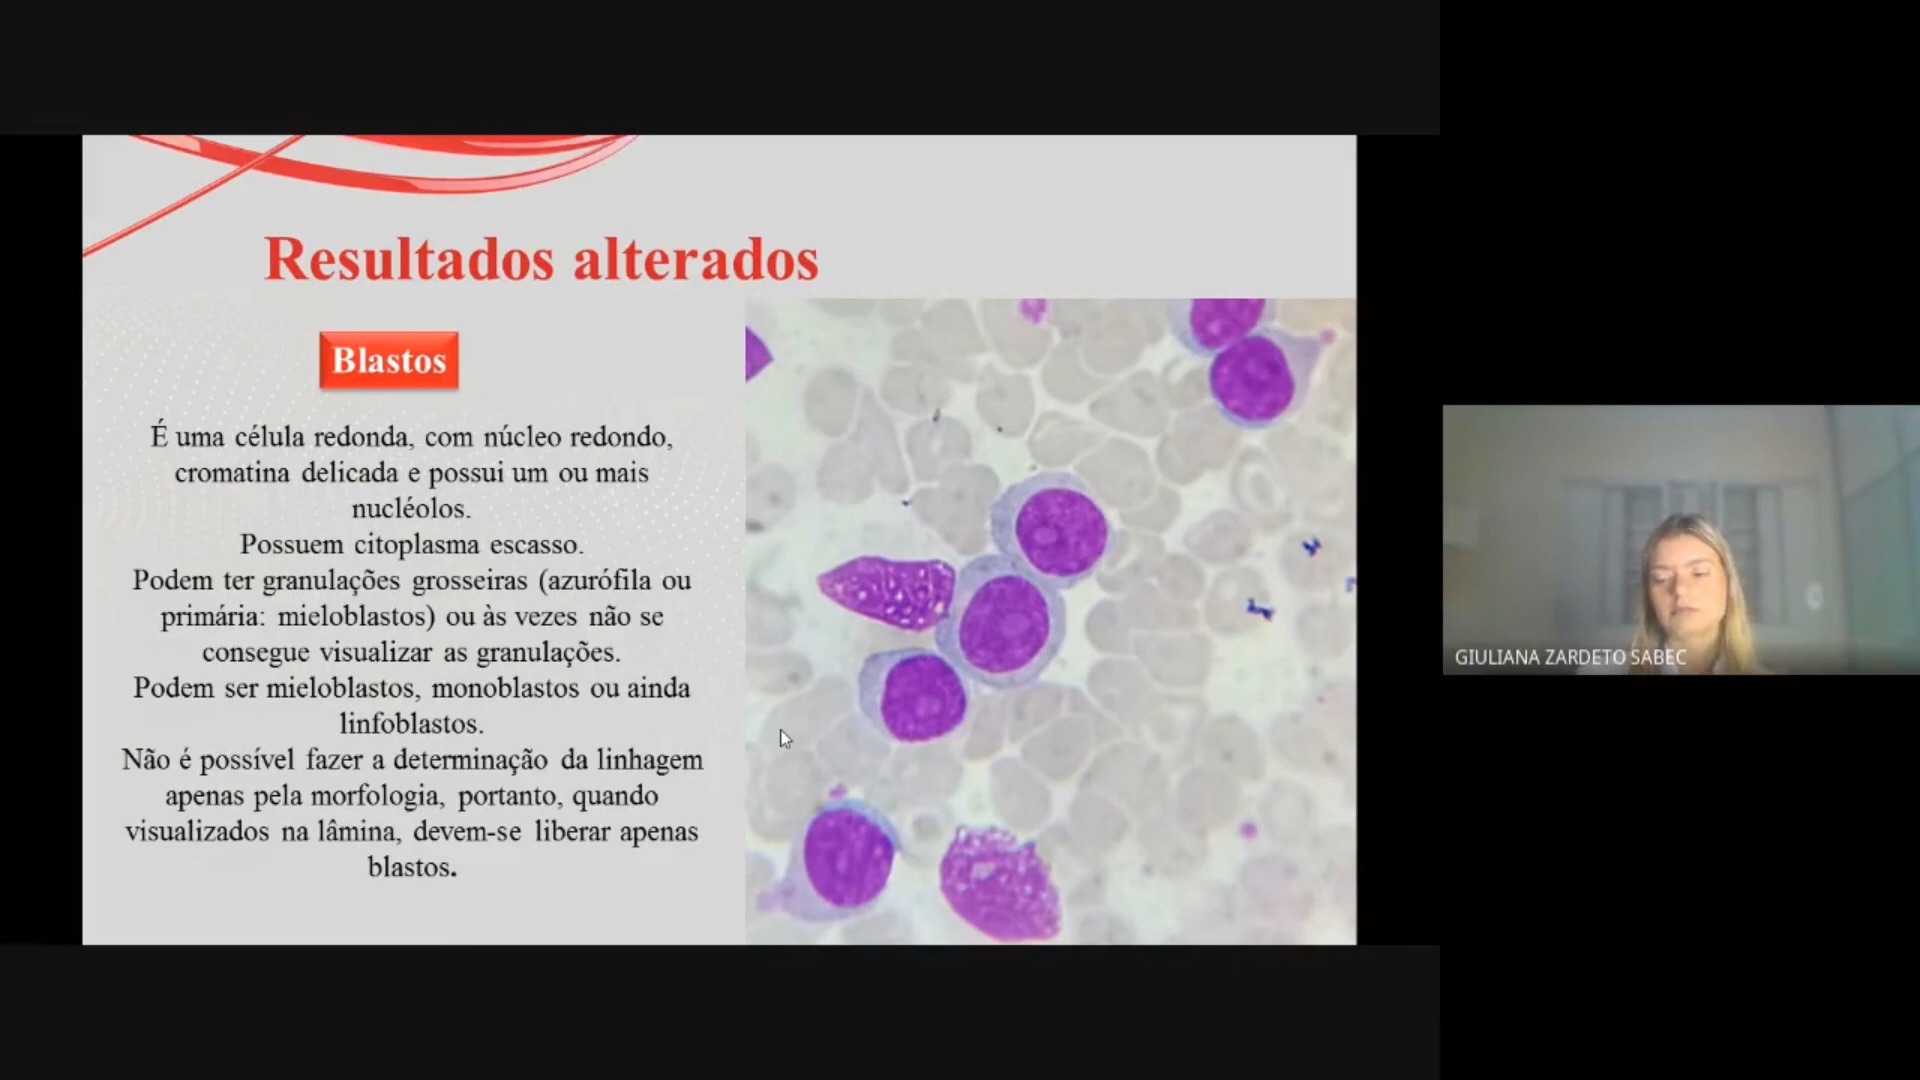 Resultados alterados
Blastos
É uma célula redonda, com núcleo redondo,
cromatina delicada e possui um ou mais
nucléolos.
Possuem citoplasma escasso.
Podem ter granulações grosseiras (azurófila ou
primária: mieloblastos) ou às vezes não se
consegue visualizar as granulações.
Podem ser mieloblastos, monoblastos ou ainda
linfoblastos.
Não é possível fazer a determinação da linhagem
apenas pela morfologia, portanto, quando
visualizados na lâmina, devem-se liberar apenas
blastos.
GIULIANA ZARDETO SABEC